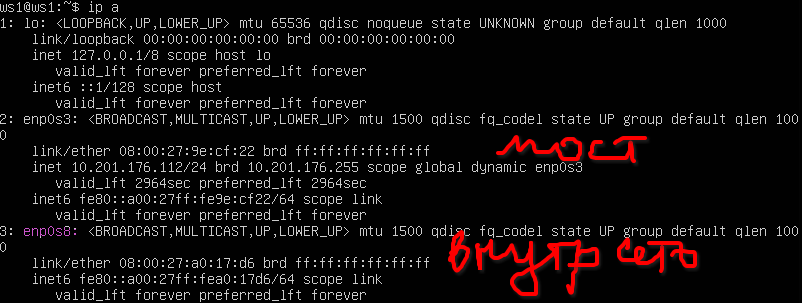 ws1@ws1:~$ ip a
1: lo: <LOOPBACK,UP,LOWER_UP> mtu 65536 qdisc noqueue state UNKNOWN group default qlen 1000
link/loopback 00:00:00:00:00:00 brd 00:00:00:00:00:00
inet 127.0.0.1/8 scope host lo
valid_lft forever preferred_lft forever
inet6 ::1/128 scope host
valid_lft forever preferred_lft forever
2: enp0s3: <BROADCAST,MULTICAST,UP,LOWER_UP> mtu 1500 qdisc fq_codel state UP group default qlen 100
0
link/ether 08:00:27:9e:cf:22 brd ff:ff:ff:ff:ff:ff
мост
inet 10.201.176.112/24 brd 10.201.176.255 scope global dynamic enp0s3
valid_lft 2964sec preferred_lft 2964sec
inet6 fe80::a00:27ff:fe9e:cf22/64 scope link
valid_lft forever preferred_lft forever
3: enp0s8: <BROADCAST,MULTICAST,UP,LOWER_UP> mtu 1500 qdisc fq_codel state UP group default qlen 100
0
link/ether 08:00:27:a0:17:d6 brd ff:ff:ff:ff:ff:ff
внутр сеть
inet6 fe80::a00:27ff:fea0:17d6/64 scope link
valid_lft forever preferred_lft forever